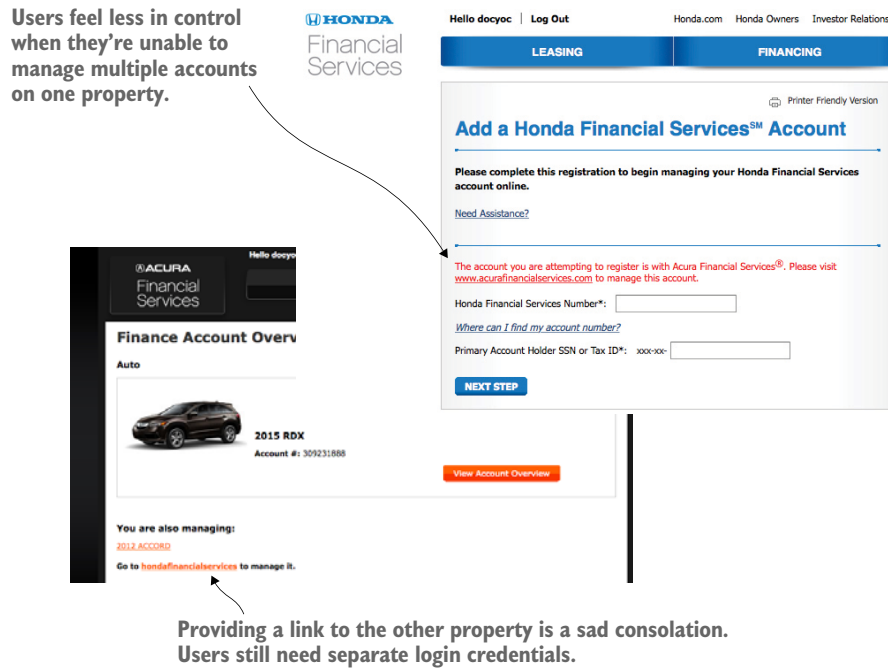 Users feel less in control
when they're unable to
manage multiple accounts
on one property.
HONDA
Financial
Services
Hello docyoc | Log Out
Honda.com Honda Owners Investor Relations
LEASING
FINANCING
Printer Friendly Version
Add a Honda Financial Services℠ Account
Please complete this registration to begin managing your Honda Financial Services
account online.
Need Assistance?
The account you are attempting to register is with Acura Financial Services®. Please visit
www.acurafinancialservices.com to manage this account.
Honda Financial Services Number*:
Where can I find my account number?
Primary Account Holder SSN or Tax ID*: xxx-xx-
NEXT STEP
ACURA
Financial
Services
Hello docyo
Finance Account Overv
Auto
2015 RDX
Account #: 309231888
View Account Overview
You are also managing:
2012 ACCORD
Go to hondafinancialservices to manage it.
Providing a link to the other property is a sad consolation.
Users still need separate login credentials.